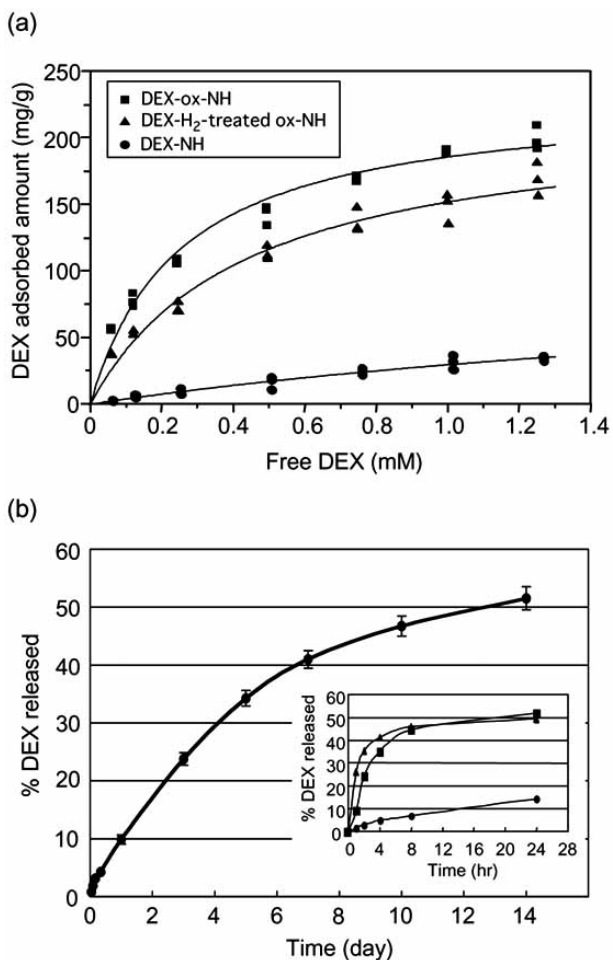 (a)
250
200
150
100
50
0
DEX adsorbed amount (mg/g)
DEX-ox-NH
DEX-H₂-treated ox-NH
DEX-NH
0 0.2 0.4 0.6 0.8 1.0 1.2 1.4
Free DEX (mM)
(b)
60
50
40
30
20
10
0
% DEX released
0 2 4 6 8 10 12 14
Time (day)
60
50
40
30
20
10
0
% DEX released
0 4 8 12 16 20 24 28
Time (hr)